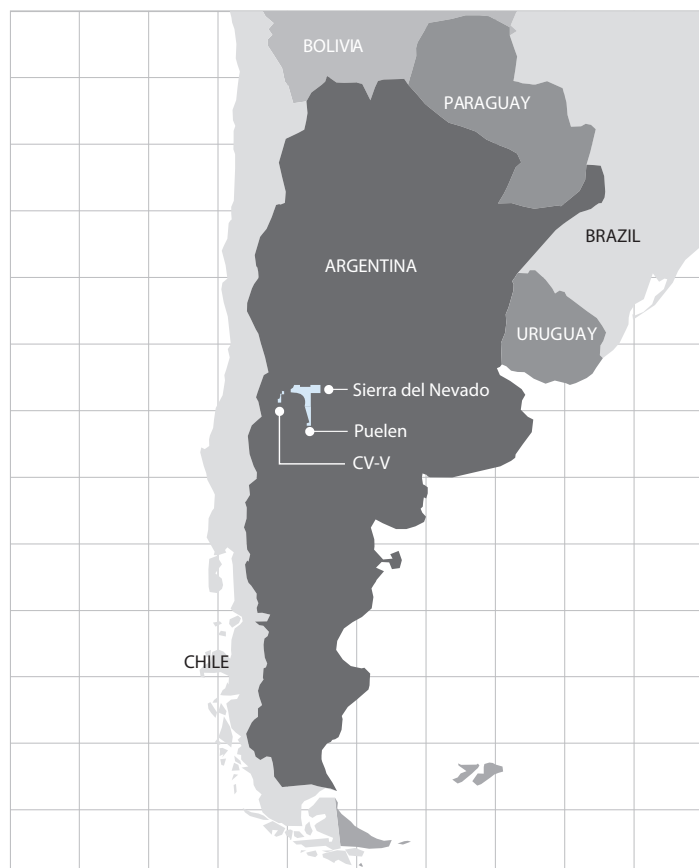 BOLIVIA
PARAGUAY
BRAZIL
ARGENTINA
URUGUAY
Sierra del Nevado
Puelen
CV-V
CHILE